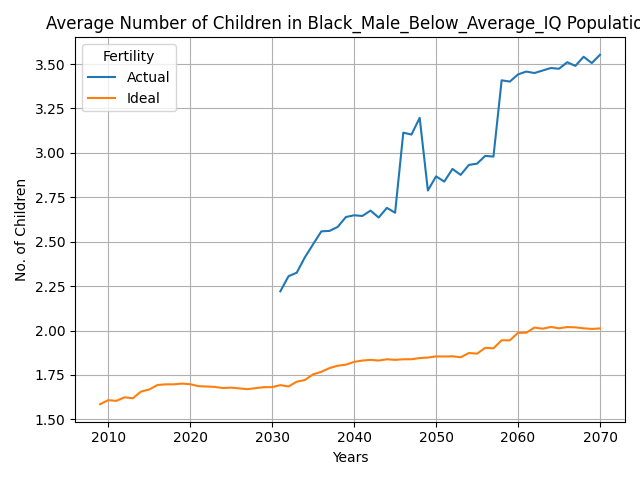 Average Number of Children in Black_Male_Below_Average_IQ Populatio
Fertility
Actual
Ideal
3.50
3.25
3.00
2.75
2.50
2.25
2.00
1.75
1.50
No. of Children
2010 2020 2030 2040 2050 2060 2070
Years